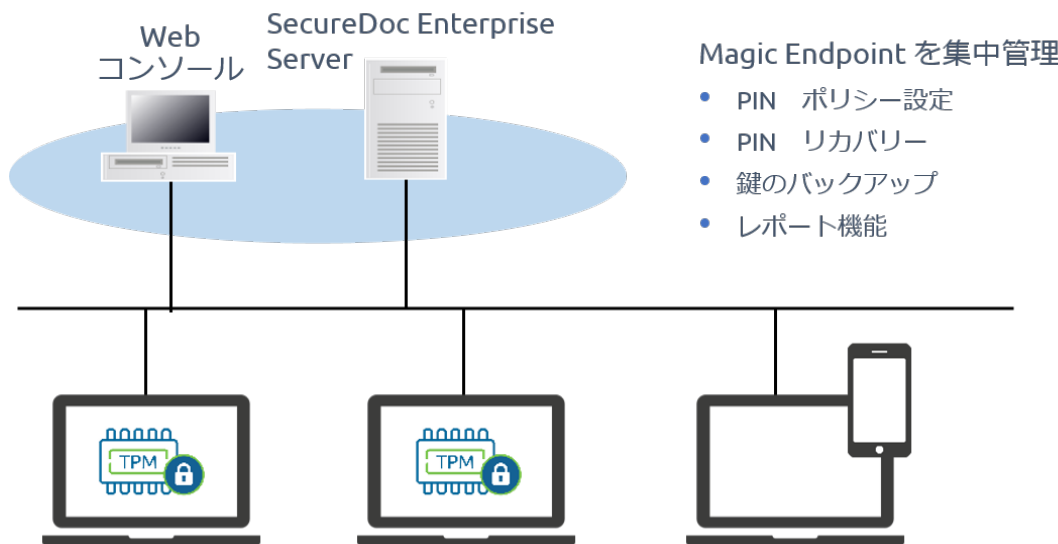 Web
コンソール
SecureDoc Enterprise
Server
Magic Endpoint を集中管理
• PIN　ポリシー設定
• PIN　リカバリー
• 鍵のバックアップ
• レポート機能
TPM
TPM